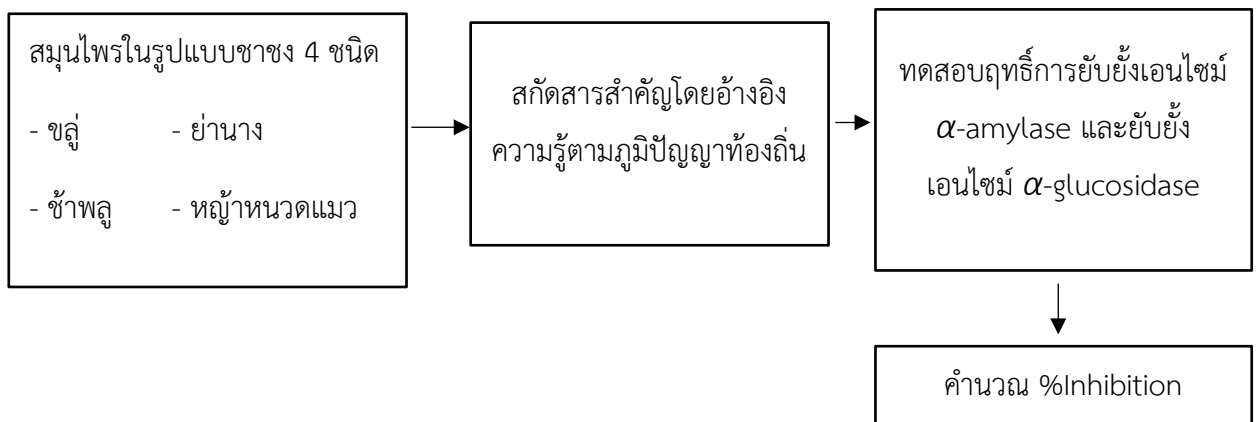 สมุนไพรในรูปแบบชาชง 4 ชนิด
- ขลู่ - ย่านาง
- ช้าพลู - หญ้าหนวดแมว
สกัดสารสำคัญโดยอ้างอิง
ความรู้ตามภูมิปัญญาท้องถิ่น
ทดสอบฤทธิ์การยับยั้งเอนไซม์
α-amylase และยับยั้ง
เอนไซม์ α-glucosidase
คำนวณ %Inhibition